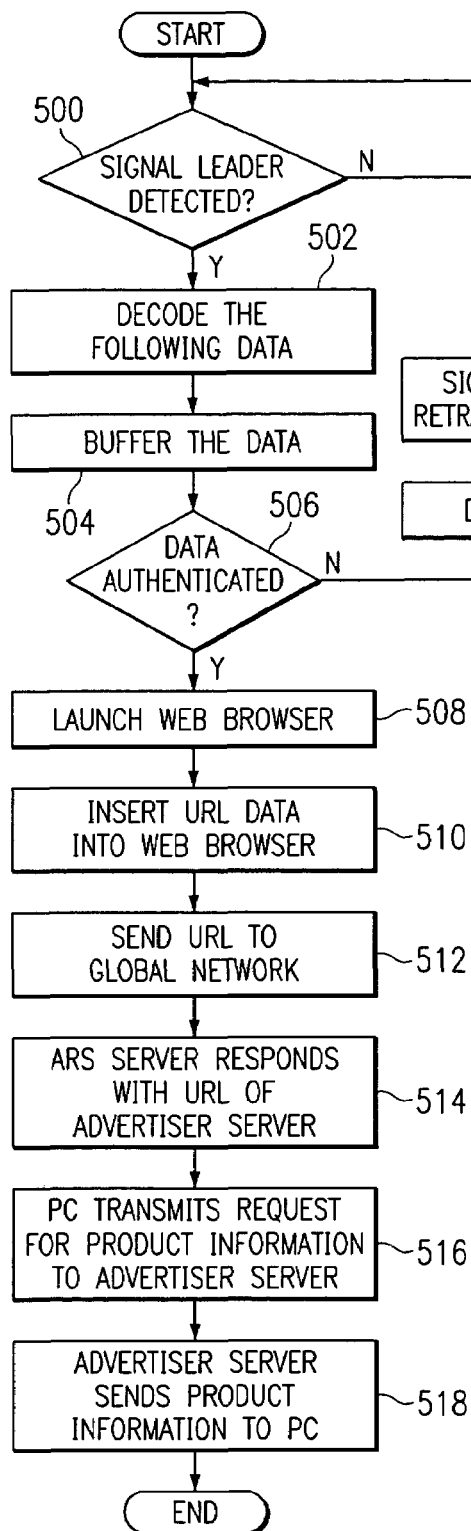 START
500
SIGNAL LEADER
DETECTED?
N
Y
502
DECODE THE
FOLLOWING DATA
BUFFER THE DATA
504
506
DATA
AUTHENTICATED
?
N
Y
LAUNCH WEB BROWSER
508
INSERT URL DATA
INTO WEB BROWSER
510
SEND URL TO
GLOBAL NETWORK
512
ARS SERVER RESPONDS
WITH URL OF
ADVERTISER SERVER
514
PC TRANSMITS REQUEST
FOR PRODUCT INFORMATION
TO ADVERTISER SERVER
516
ADVERTISER SERVER
SENDS PRODUCT
INFORMATION TO PC
518
END